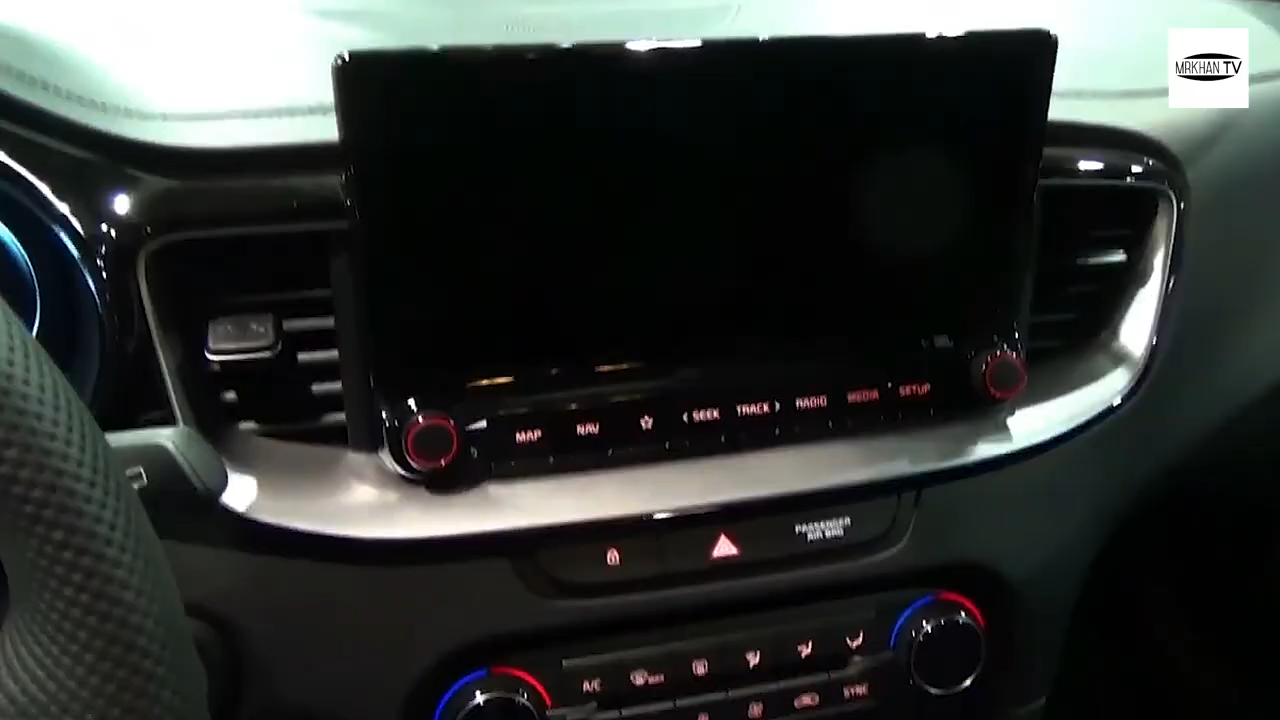 MRKHAN TV
MAP NAV ☆ < SEEK TRACK > RADIO MEDIA SETUP
PASSENGER
AIR BAG
A/C
SYNC